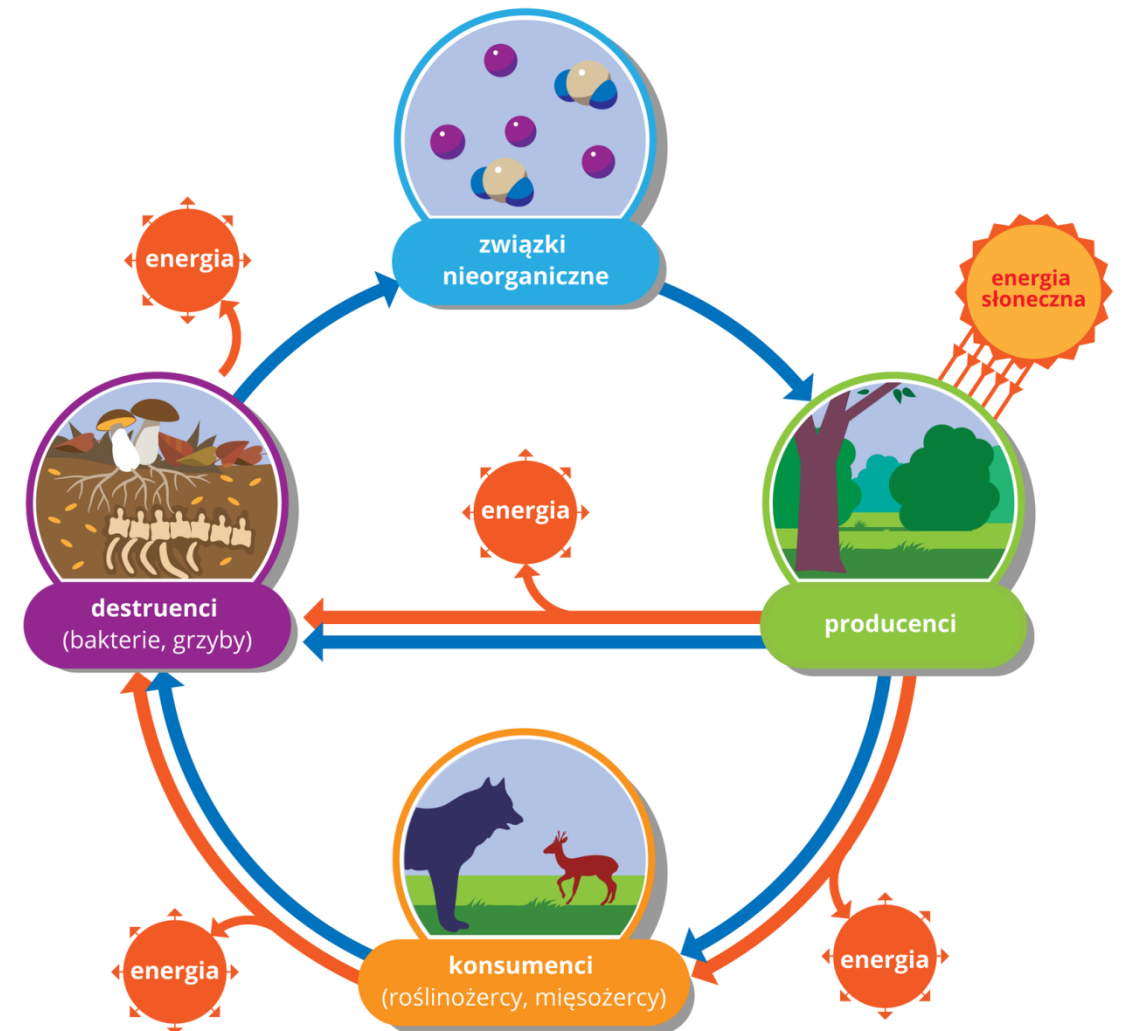 związki
nieorganiczne
energia
energia
słoneczna
energia
destruenci
(bakterie, grzyby)
producenci
konsumenci
(roślinożercy, mięsożercy)
energia
energia